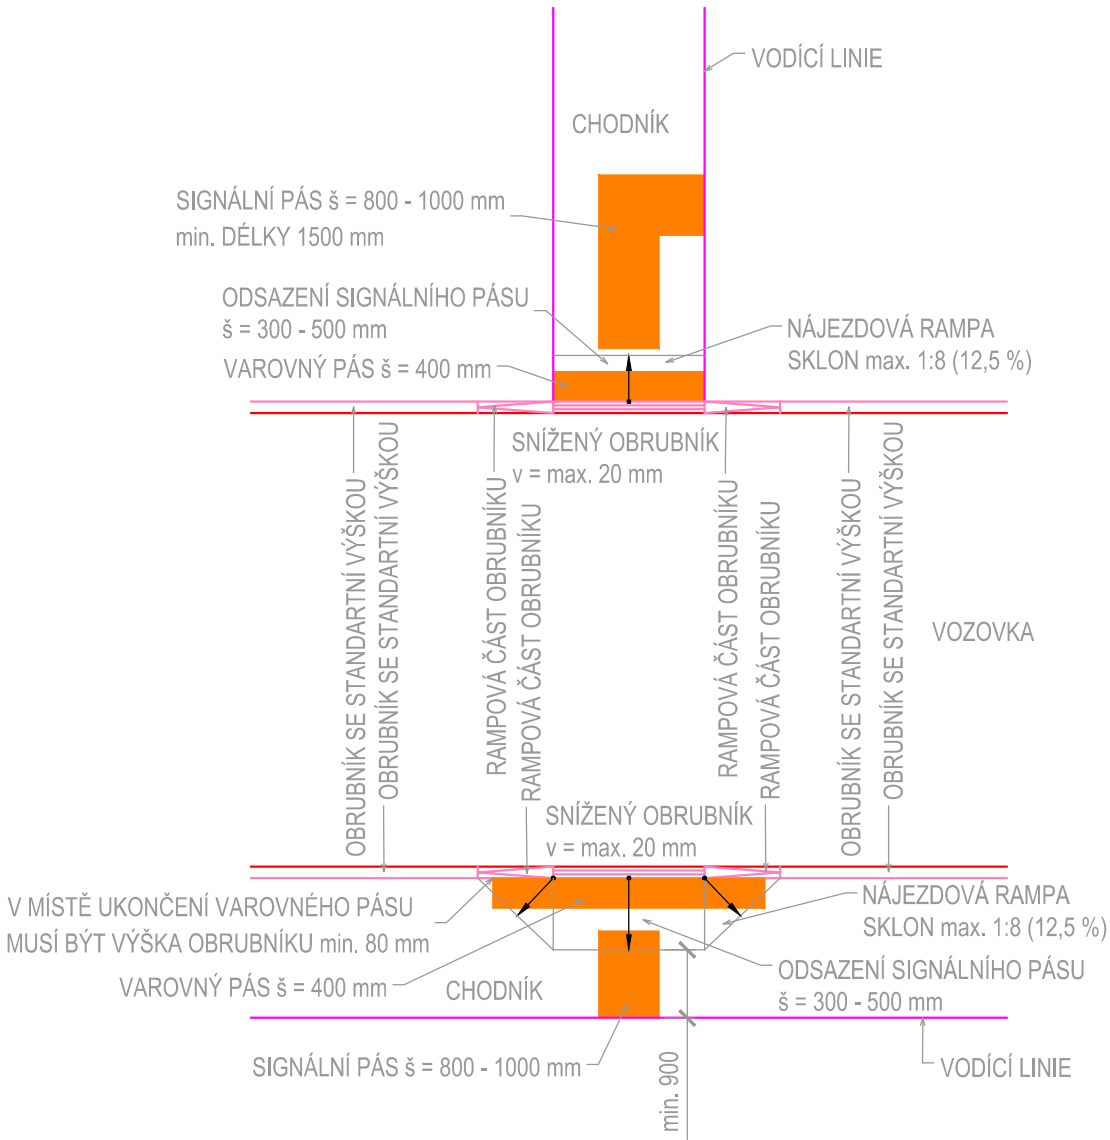 VODÍCÍ LINIE
CHODNÍK
SIGNÁLNÍ PÁS š = 800 - 1000 mm
min. DÉLKY 1500 mm
ODSAZENÍ SIGNÁLNÍHO PÁSU
š = 300 - 500 mm
NÁJEZDOVÁ RAMPA
SKLON max. 1:8 (12,5 %)
VAROVNÝ PÁS š = 400 mm
SNÍŽENÝ OBRUBNÍK
v = max. 20 mm
OBRUBNÍK SE STANDARTNÍ VÝŠKOU
OBRUBNÍK SE STANDARTNÍ VÝŠKOU
RAMPOVÁ ČÁST OBRUBNÍKU
RAMPOVÁ ČÁST OBRUBNÍKU
RAMPOVÁ ČÁST OBRUBNÍKU
RAMPOVÁ ČÁST OBRUBNÍKU
OBRUBNÍK SE STANDARTNÍ VÝŠKOU
OBRUBNÍK SE STANDARTNÍ VÝŠKOU
VOZOVKA
SNÍŽENÝ OBRUBNÍK
v = max. 20 mm
V MÍSTĚ UKONČENÍ VAROVNÉHO PÁSU
MUSÍ BÝT VÝŠKA OBRUBNÍKU min. 80 mm
NÁJEZDOVÁ RAMPA
SKLON max. 1:8 (12,5 %)
VAROVNÝ PÁS š = 400 mm
CHODNÍK
ODSAZENÍ SIGNÁLNÍHO PÁSU
š = 300 - 500 mm
SIGNÁLNÍ PÁS š = 800 - 1000 mm
min. 900
VODÍCÍ LINIE